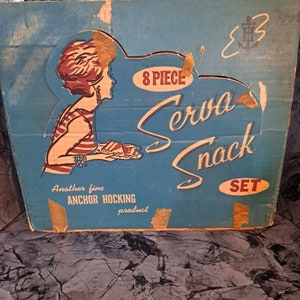 8 PIECE
Serva
Snack
SET
Another fine
ANCHOR HOCKING
product